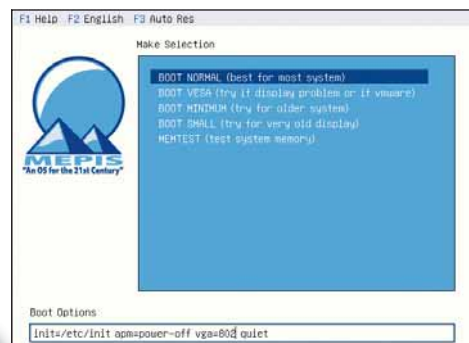 F1 Help F2 English F3 Auto Res
Make Selection
BOOT NORMAL (best for most system)
BOOT VESA (try if display problem or if vmware)
BOOT MINIMUM (try for older system)
BOOT SMALL (try for very old display)
MEMTEST (test system memory)
MEPIS
"An OS for the 21st Century"
Boot Options
init=/etc/init apm=power-off vga=802 quiet